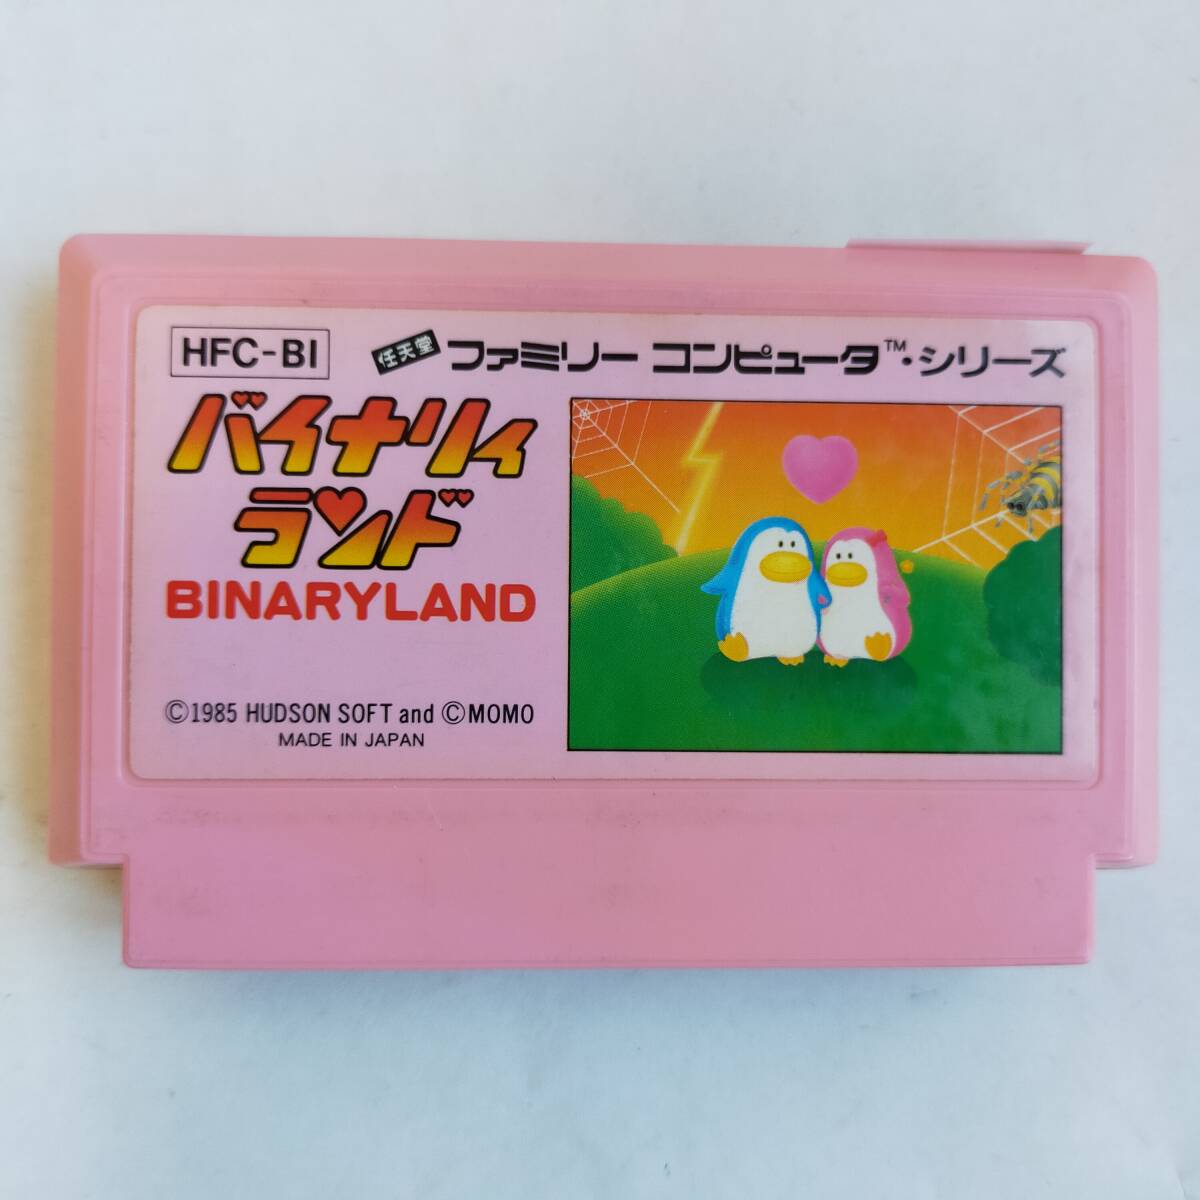 HFC-BI
任天堂 ファミリー コンピュータ™・シリーズ
バイナリィ
ランド
BINARYLAND
©1985 HUDSON SOFT and ©MOMO
MADE IN JAPAN